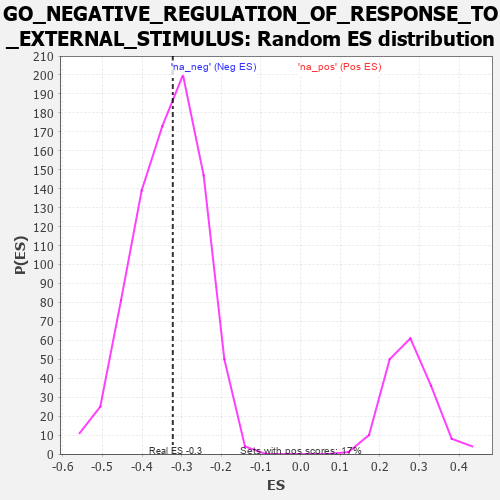 GO_NEGATIVE_REGULATION_OF_RESPONSE_TO
_EXTERNAL_STIMULUS: Random ES distribution
'na_neg' (Neg ES)
'na_pos' (Pos ES)
210
200
190
180
170
160
150
140
130
120
110
100
90
80
70
60
50
40
30
20
10
0
P(ES)
Real ES -0.3
Sets with pos scores: 17%
-0.6 -0.5 -0.4 -0.3 -0.2 -0.1 0.0 0.1 0.2 0.3 0.4
ES